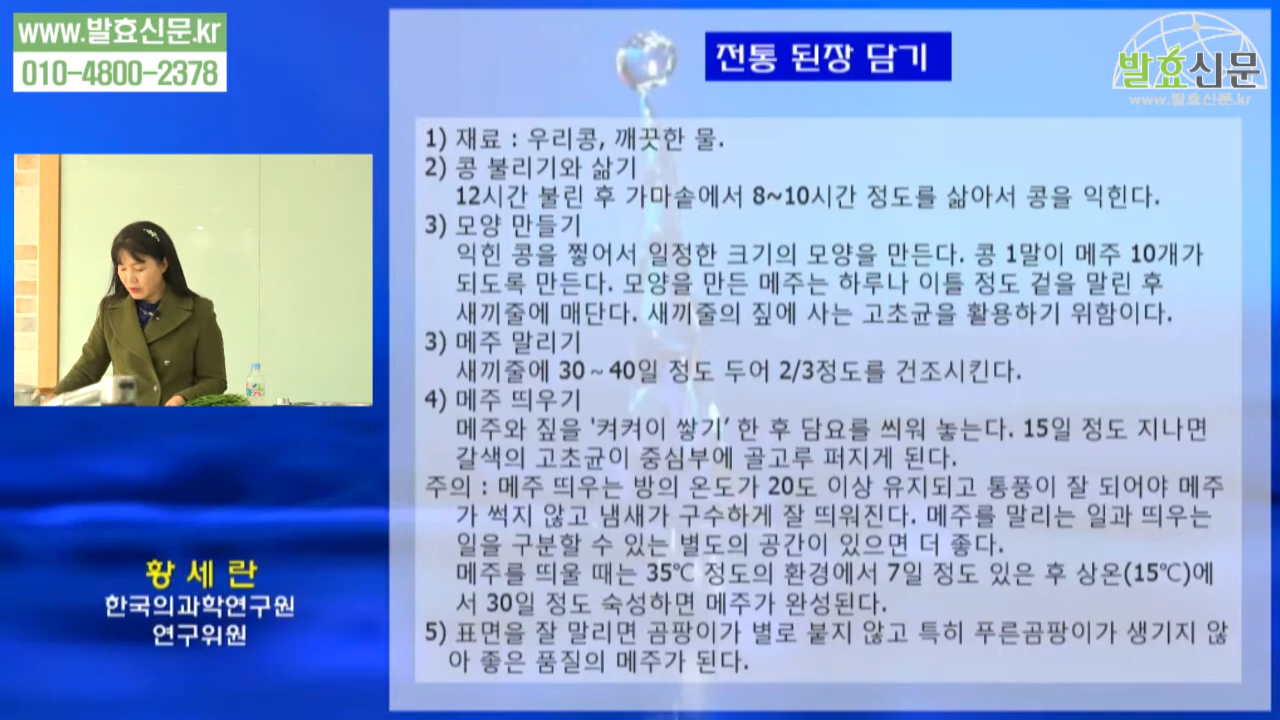 www.발효신문.kr
010-4800-2378
전통 된장 담기
발효신문
www.발효신문.kr
1) 재료 : 우리콩, 깨끗한 물.
2) 콩 불리기와 삶기
12시간 불린 후 가마솥에서 8~10시간 정도를 삶아서 콩을 익힌다.
3) 모양 만들기
익힌 콩을 찧어서 일정한 크기의 모양을 만든다. 콩 1말이 메주 10개가
되도록 만든다. 모양을 만든 메주는 하루나 이틀 정도 겉을 말린 후
새끼줄에 매단다. 새끼줄의 짚에 사는 고초균을 활용하기 위함이다.
3) 메주 말리기
새끼줄에 30~40일 정도 두어 2/3정도를 건조시킨다.
4) 메주 띄우기
메주와 짚을 '켜켜이 쌓기’ 한 후 담요를 씌워 놓는다. 15일 정도 지나면
갈색의 고초균이 중심부에 골고루 퍼지게 된다.
주의 : 메주 띄우는 방의 온도가 20도 이상 유지되고 통풍이 잘 되어야 메주
가 썩지 않고 냄새가 구수하게 잘 띄워진다. 메주를 말리는 일과 띄우는
일을 구분할 수 있는 별도의 공간이 있으면 더 좋다.
메주를 띄울 때는 35℃ 정도의 환경에서 7일 정도 있은 후 상온(15℃)에
서 30일 정도 숙성하면 메주가 완성된다.
5) 표면을 잘 말리면 곰팡이가 별로 붙지 않고 특히 푸른곰팡이가 생기지 않
아 좋은 품질의 메주가 된다.
황 세 란
한국의과학연구원
연구위원